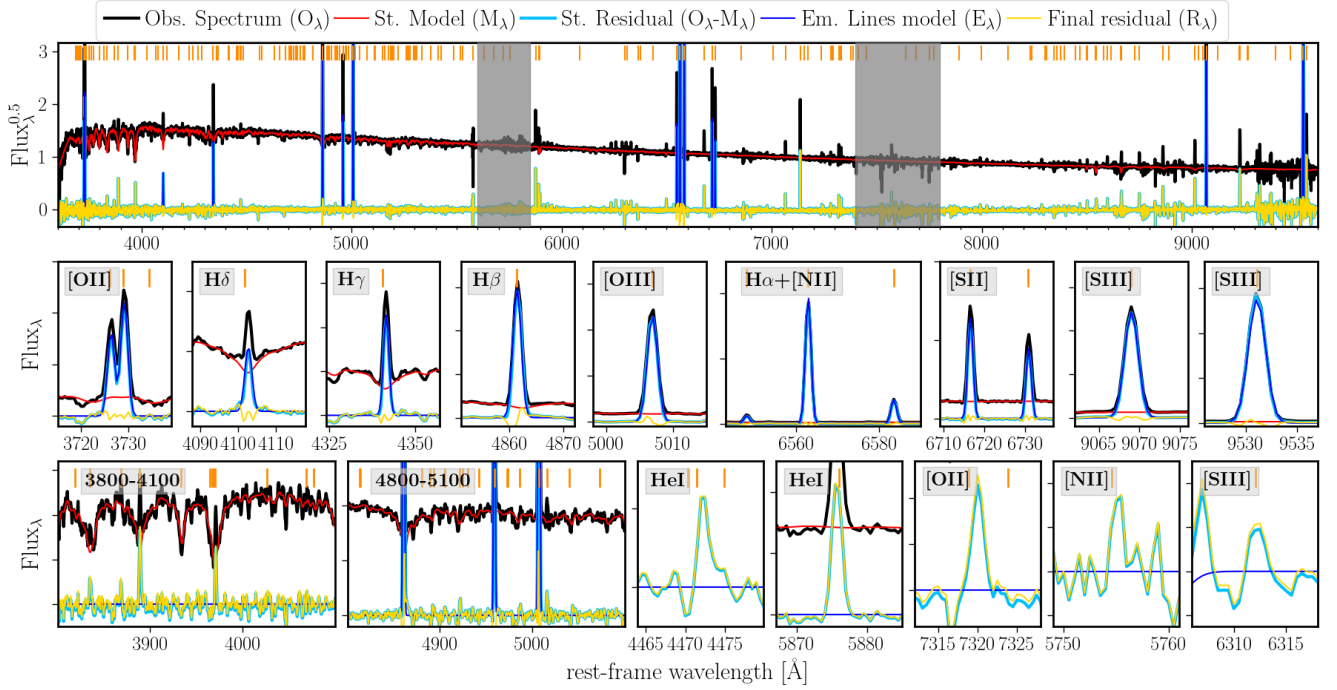 Obs. Spectrum (Oλ) St. Model (Mλ) St. Residual (Oλ-Mλ) Em. Lines model (Eλ) Final residual (Rλ)
3
2
1
0
Fluxλ^0.5
4000 5000 6000 7000 8000 9000
Fluxλ
[OII] Hδ Hγ Hβ [OIII] Hα+[NII] [SII] [SIII] [SIII]
3720 3730 4090 4100 4110 4325 4350 4860 4870 5000 5010 6560 6580 6710 6720 6730 9065 9070 9075 9530 9535
Fluxλ
3800-4100 4800-5100 HeI HeI [OII] [NII] [SIII]
3900 4000 4900 5000 4465 4470 4475 5870 5880 7315 7320 7325 5750 5760 6310 6315
rest-frame wavelength [Å]